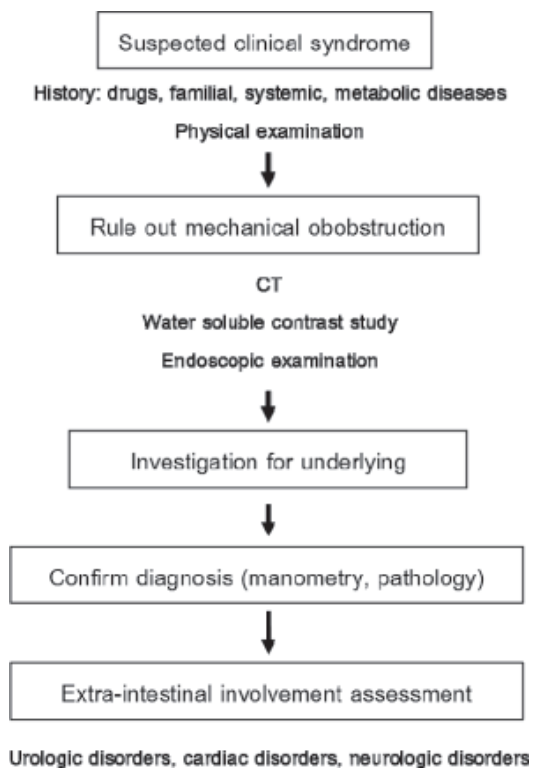 Suspected clinical syndrome
History: drugs, familial, systemic, metabolic diseases
Physical examination
Rule out mechanical obobstruction
CT
Water soluble contrast study
Endoscopic examination
Investigation for underlying
Confirm diagnosis (manometry, pathology)
Extra-intestinal involvement assessment
Urologic disorders, cardiac disorders, neurologic disorders